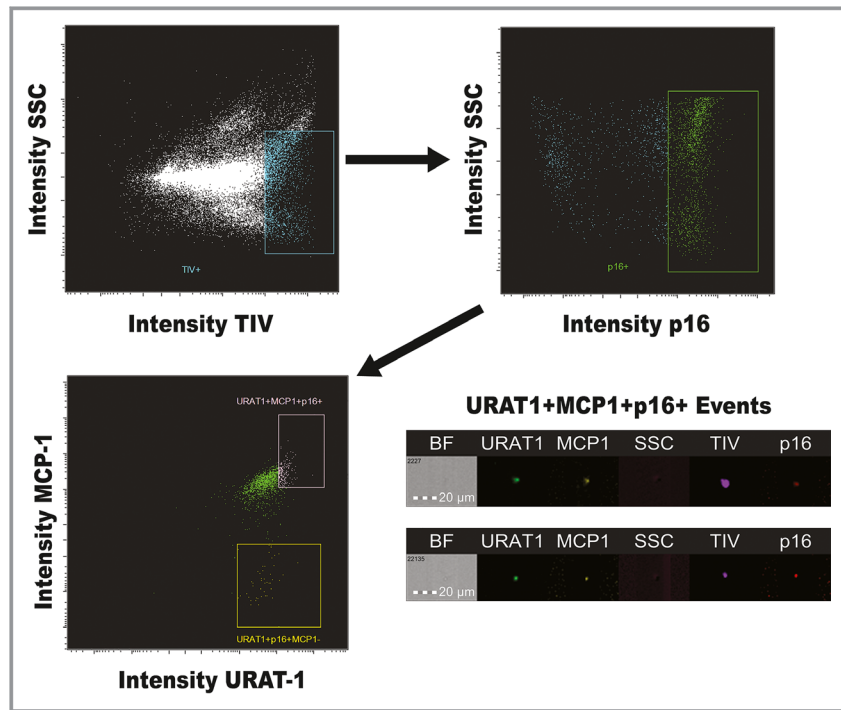 Intensity SSC
TIV+
Intensity TIV
Intensity SSC
p16+
Intensity p16
Intensity MCP-1
URAT1+MCP1+p16+
URAT1+p16+MCP1-
Intensity URAT-1
URAT1+MCP1+p16+ Events
BF URAT1 MCP1 SSC TIV p16
2227
20 µm
BF URAT1 MCP1 SSC TIV p16
22135
20 µm